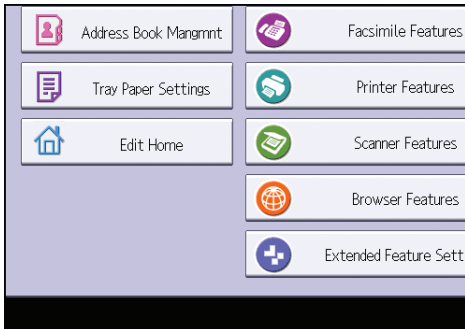 Address Book Mangmnt
Facsimile Features
Tray Paper Settings
Printer Features
Edit Home
Scanner Features
Browser Features
Extended Feature Sett